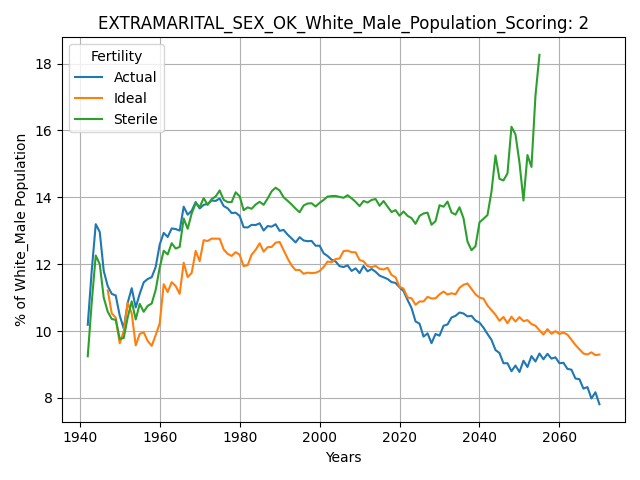 EXTRAMARITAL_SEX_OK_White_Male_Population_Scoring: 2
Fertility
Actual
Ideal
Sterile
% of White_Male Population
18
16
14
12
10
8
1940 1960 1980 2000 2020 2040 2060
Years